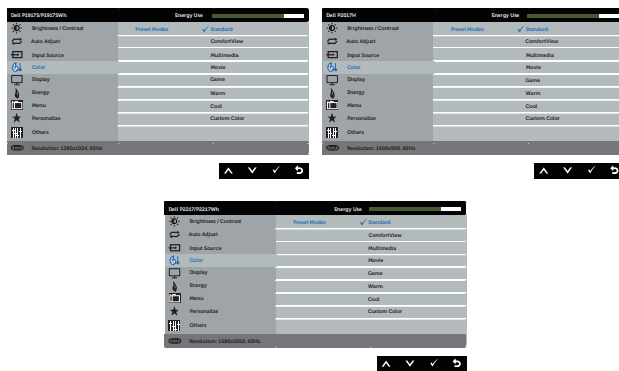 Dell P1917S/P1917SWh Energy Use
Brightness / Contrast Preset Modes ✓ Standard
Auto Adjust ComfortView
Input Source Multimedia
Color Movie
Display Game
Energy Warm
Menu Cool
Personalize Custom Color
Others
Resolution: 1280x1024, 60Hz
Dell P2017H Energy Use
Brightness / Contrast Preset Modes ✓ Standard
Auto Adjust ComfortView
Input Source Multimedia
Color Movie
Display Game
Energy Warm
Menu Cool
Personalize Custom Color
Others
Resolution: 1600x900, 60Hz
Dell P2217/P2217Wh Energy Use
Brightness / Contrast Preset Modes ✓ Standard
Auto Adjust ComfortView
Input Source Multimedia
Color Movie
Display Game
Energy Warm
Menu Cool
Personalize Custom Color
Others
Resolution: 1680x1050, 60Hz